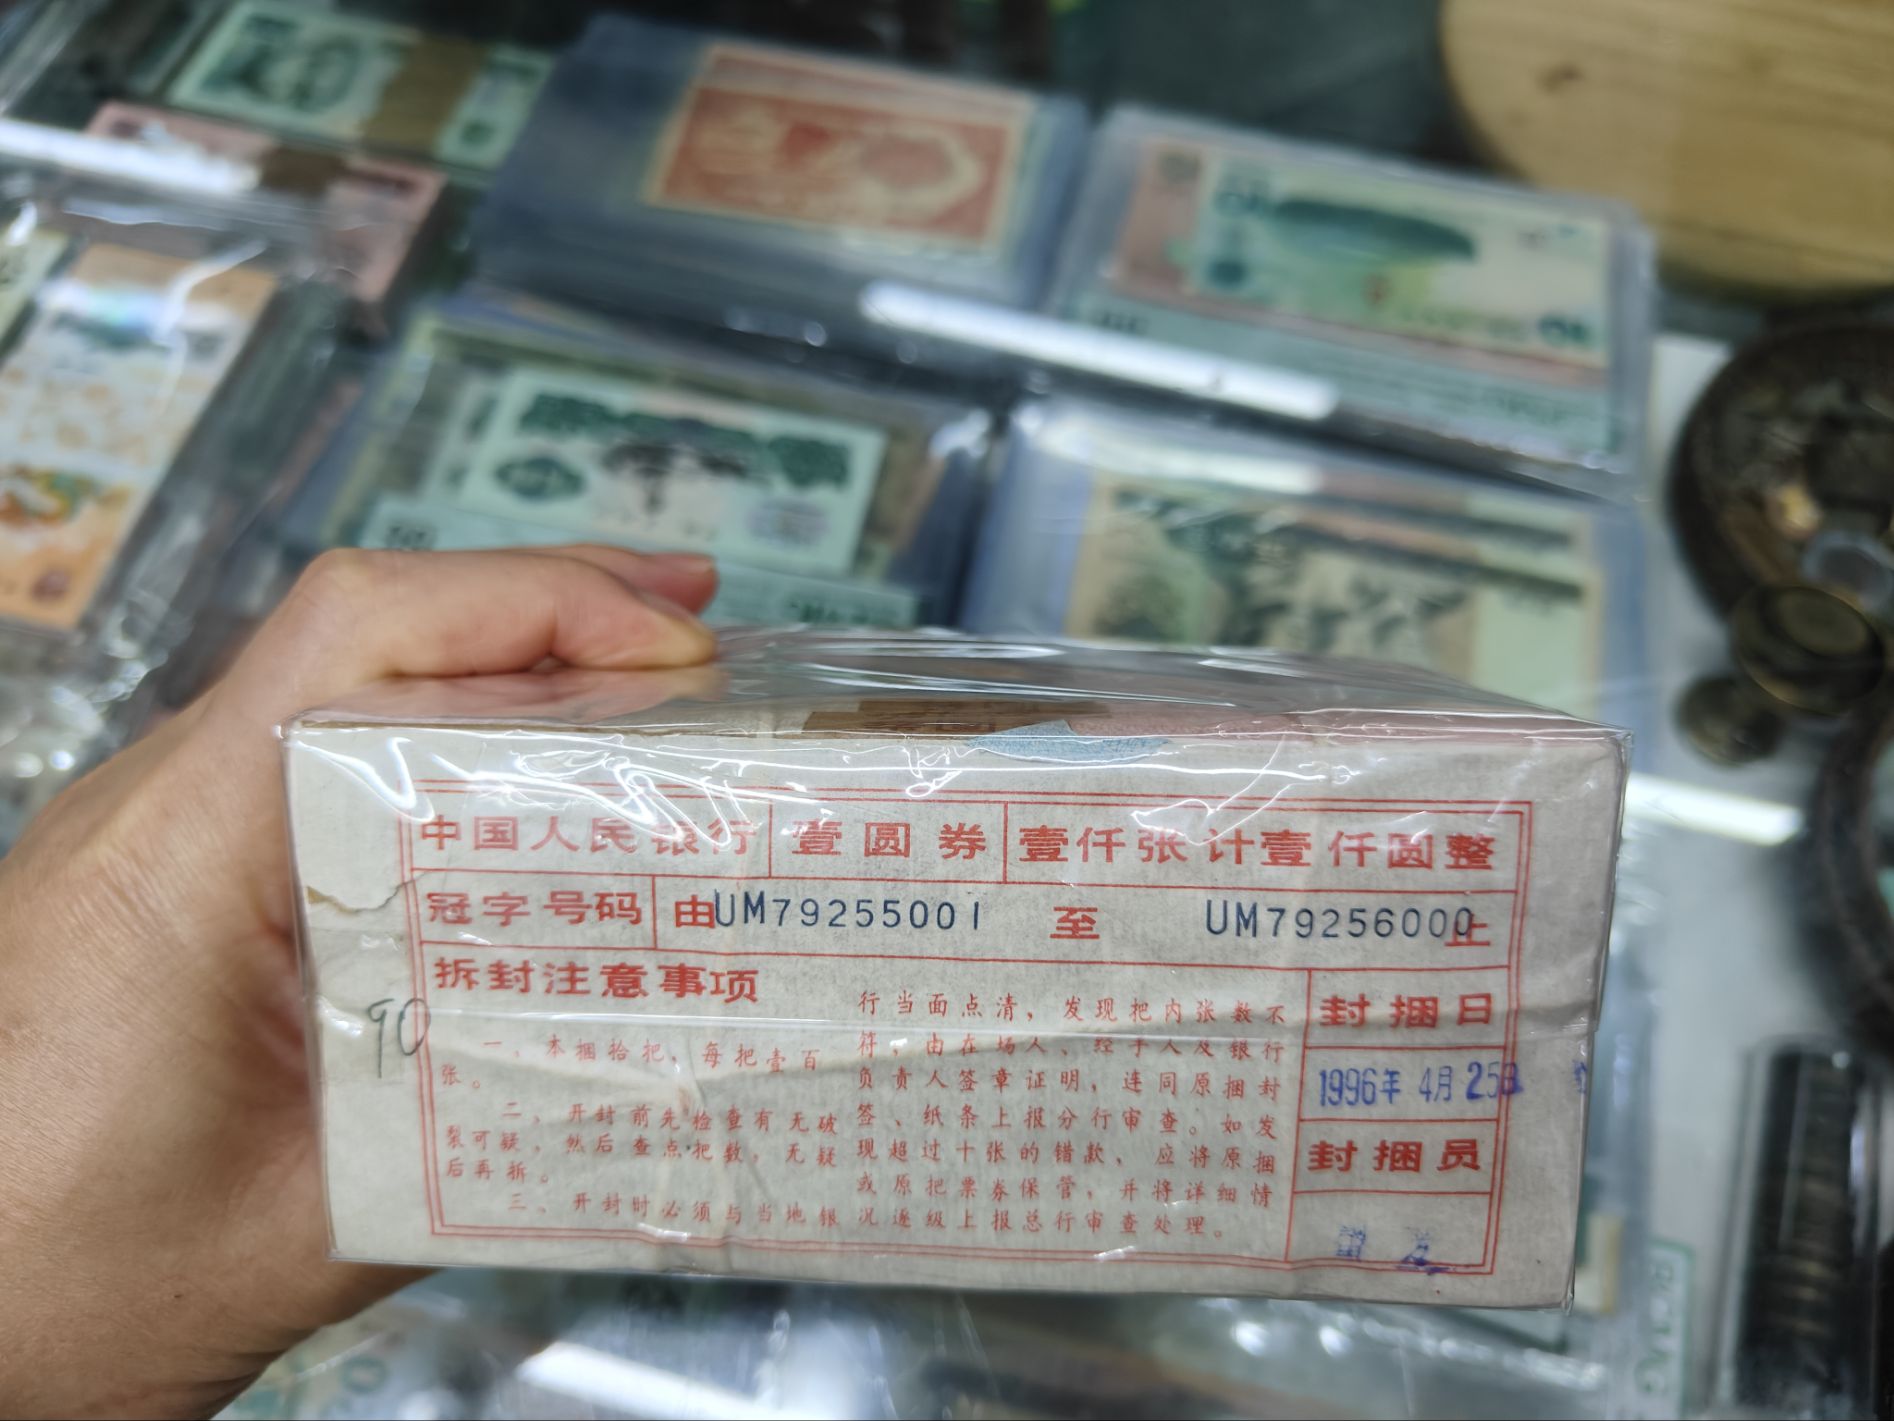 中国人民银行 壹圆券 壹仟张计壹仟圆整
冠字号码 由UM79255001 至 UM79256000止
拆封注意事项
一、本捆拾把，每把壹百
张。
二、开封前先检查有无破
裂可疑，然后查点把数，无疑
后再拆。
三、开封时必须与当地银
行当面点清，发现把内张数不
符，由在场人、经手人及银行
负责人签章证明，连同原捆封
签、纸条上报分行审查。如发
现超过十张的错款，应将原捆
或原把票券保管，并将详细情
况逐级上报总行审查处理。
封捆日
1996年 4月 25日
封捆员
90